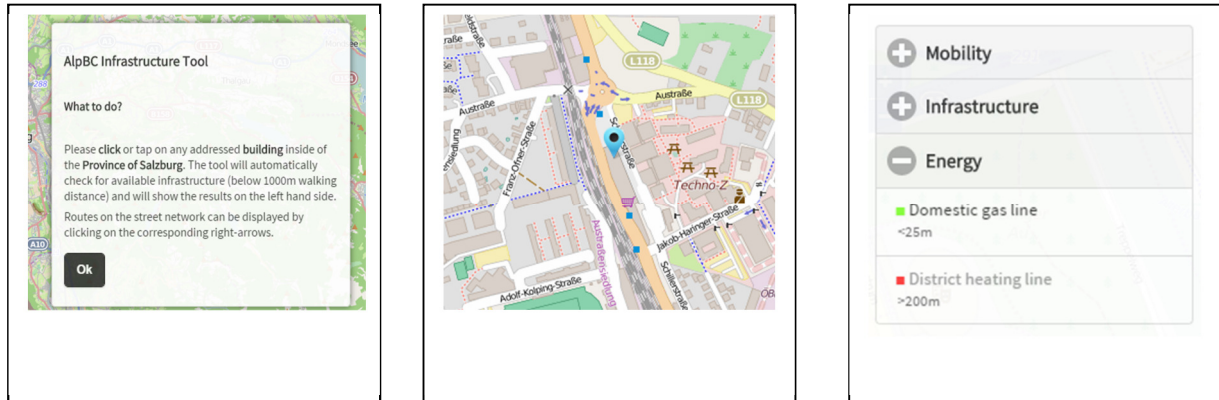 AlpBC Infrastructure Tool
What to do?
Please click or tap on any addressed building inside of
the Province of Salzburg. The tool will automatically
check for available infrastructure (below 1000m walking
distance) and will show the results on the left hand side.
Routes on the street network can be displayed by
clicking on the corresponding right-arrows.
Ok
A10
L118
Austraße
L118
Austraße
Franz-Ofner-Straße
Techno-Z
Jakob-Haringer-Straße
Austraßensiedlung
Schillerstraße
Adolf-Kolping-Straße
Mobility
Infrastructure
Energy
Domestic gas line
<25m
District heating line
>200m